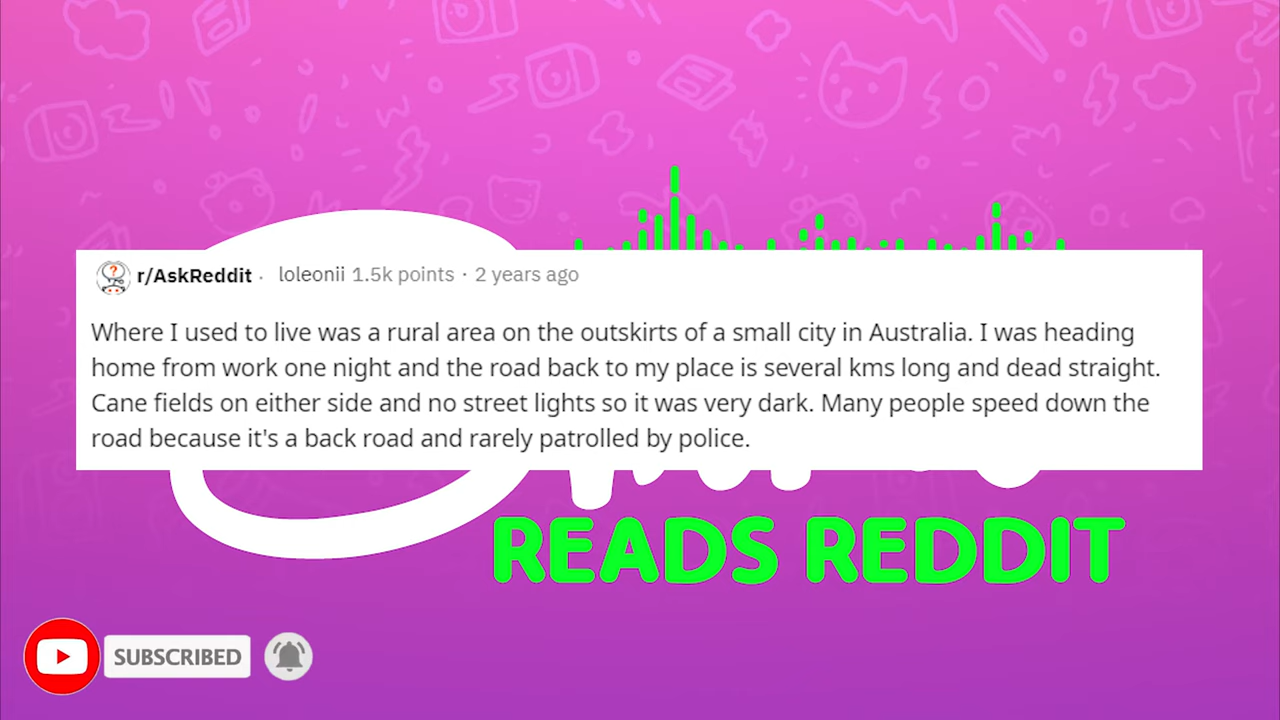 r/AskReddit · loleonii 1.5k points · 2 years ago
Where I used to live was a rural area on the outskirts of a small city in Australia. I was heading
home from work one night and the road back to my place is several kms long and dead straight.
Cane fields on either side and no street lights so it was very dark. Many people speed down the
road because it's a back road and rarely patrolled by police.
READS REDDIT
SUBSCRIBED